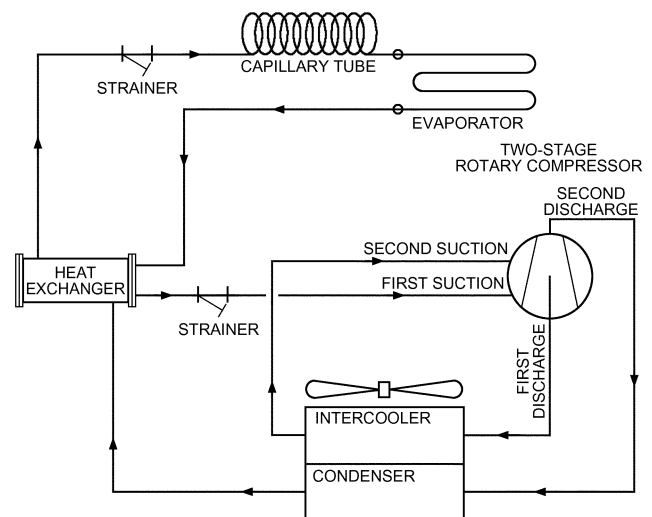 CAPILLARY TUBE
STRAINER
EVAPORATOR
TWO-STAGE
ROTARY COMPRESSOR
SECOND
DISCHARGE
SECOND SUCTION
HEAT
EXCHANGER
FIRST SUCTION
STRAINER
FIRST
DISCHARGE
INTERCOOLER
CONDENSER